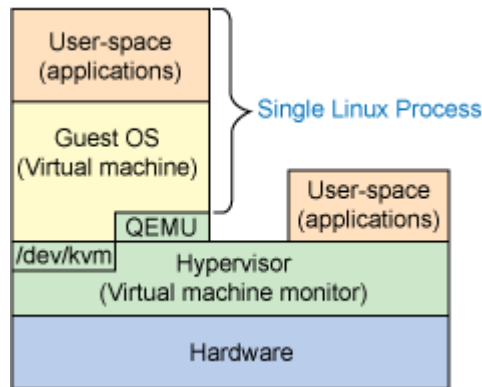 User-space
(applications)
Single Linux Process
Guest OS
(Virtual machine)
User-space
(applications)
QEMU
/dev/kvm
Hypervisor
(Virtual machine monitor)
Hardware